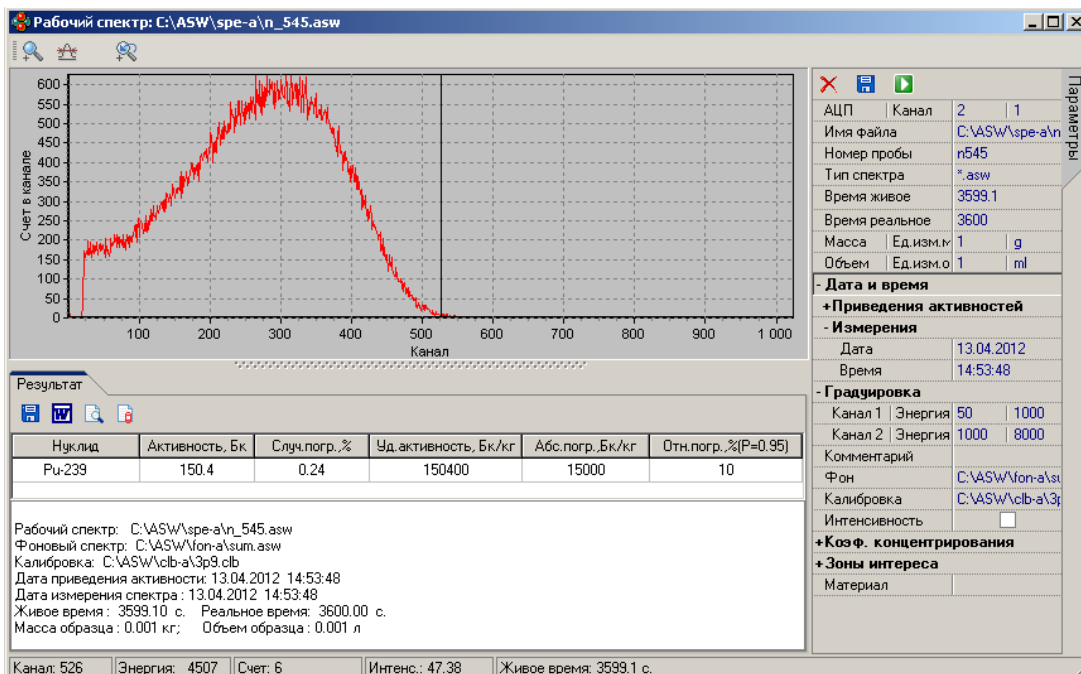 Рабочий спектр: C:\ASW\spe-a\n_545.asw
Счет в канале
600
550
500
450
400
350
300
250
200
150
100
50
0
100 200 300 400 500 600 700 800 900 1 000
Канал
Параметры
АЦП Канал 2 1
Имя файла C:\ASW\spe-a\n
Номер пробы n545
Тип спектра *.asw
Время живое 3599.1
Время реальное 3600
Масса Ед.изм.м 1 g
Объем Ед.изм.о 1 ml
- Дата и время
+Приведения активностей
- Измерения
Дата 13.04.2012
Время 14:53:48
- Градуировка
Канал 1 Энергия 50 1000
Канал 2 Энергия 1000 8000
Комментарий
Фон C:\ASW\fon-a\su
Калибровка C:\ASW\clb-a\3p
Интенсивность
+Коэф. концентрирования
+Зоны интереса
Материал
Результат
Нуклид Активность, Бк Случ.погр.,% Уд.активность, Бк/кг Абс.погр.,Бк/кг Отн.погр.,%(P=0.95)
Pu-239 150.4 0.24 150400 15000 10
Рабочий спектр: C:\ASW\spe-a\n_545.asw
Фоновый спектр: C:\ASW\fon-a\sum.asw
Калибровка: C:\ASW\clb-a\3p9.clb
Дата приведения активности: 13.04.2012 14:53:48
Дата измерения спектра : 13.04.2012 14:53:48
Живое время : 3599.10 с. Реальное время: 3600.00 с.
Масса образца : 0.001 кг; Объем образца : 0.001 л
Канал: 526 Энергия: 4507 Счет: 6 Интенс.: 47.38 Живое время: 3599.1 с.